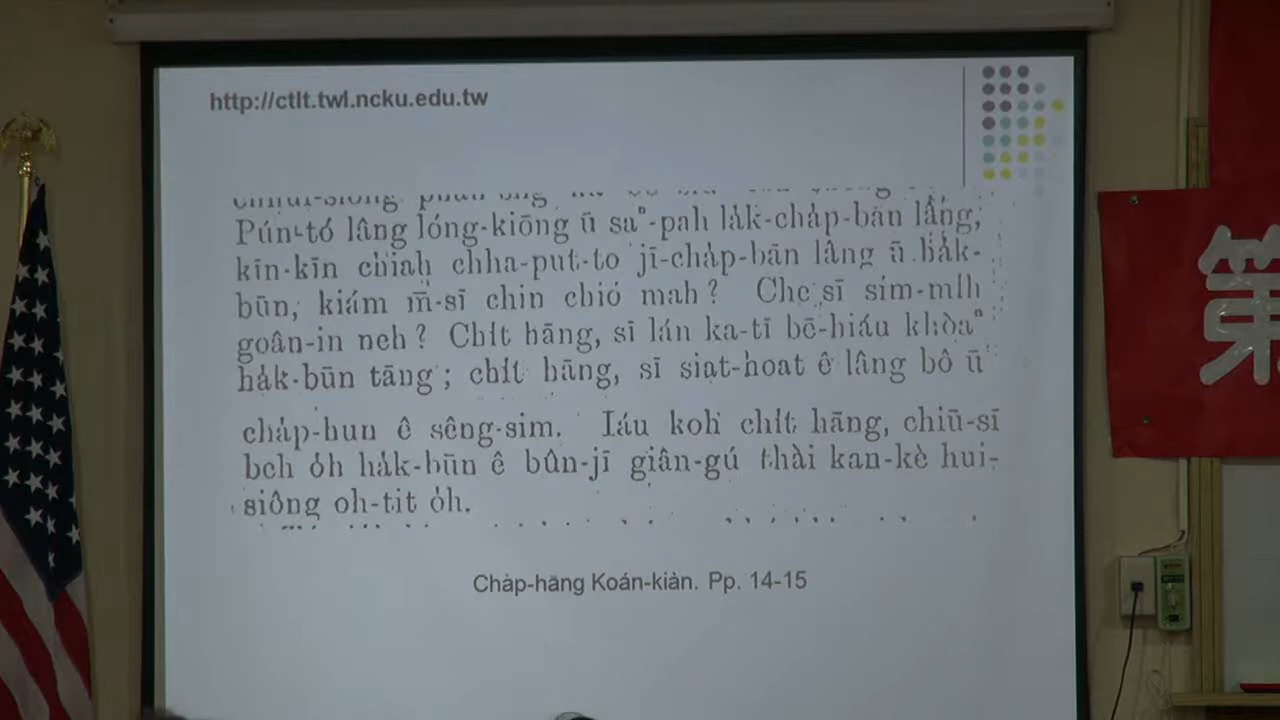 http://ctlt.twl.ncku.edu.tw
Pún-tó lâng lóng-kiōng ū saⁿ-pah la̍k-cha̍p-bān lâng,
kīn-kīn chiah chha-put-to jī-cha̍p-bān lâng ū ha̍k-
būn, kiám m̄-sī chin chió mah? Che sī sím-mi̍h
goân-in neh? Chi̍t hāng, sī lán ka-tī bē-hiáu khòaⁿ
ha̍k-būn tāng; chi̍t hāng, sī siat-hoat ê lâng bô ū
cha̍p-hun ê sêng-sim. Iáu koh chi̍t hāng, chiū-sī
beh o̍h ha̍k-būn ê bûn-jī giân-gú thài kan-kè hui-
siông oh-tit o̍h.
Cha̍p-hāng Koán-kiàn. Pp. 14-15
第